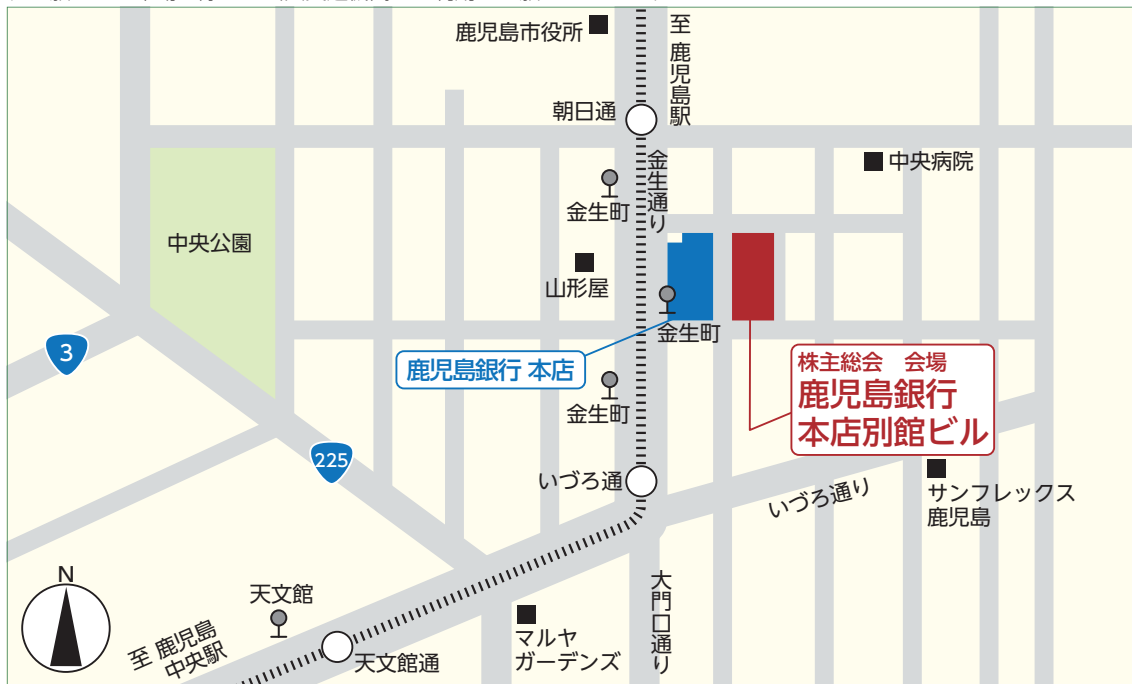 鹿児島市役所
至 鹿児島駅
朝日通
金生通り
中央病院
金生町
中央公園
山形屋
金生町
3
鹿児島銀行 本店
株主総会　会場
鹿児島銀行
本店別館ビル
金生町
225
いづろ通
いづろ通り
サンフレックス
鹿児島
N
天文館
大門口通り
マルヤ
ガーデンズ
至 鹿児島
中央駅
天文館通